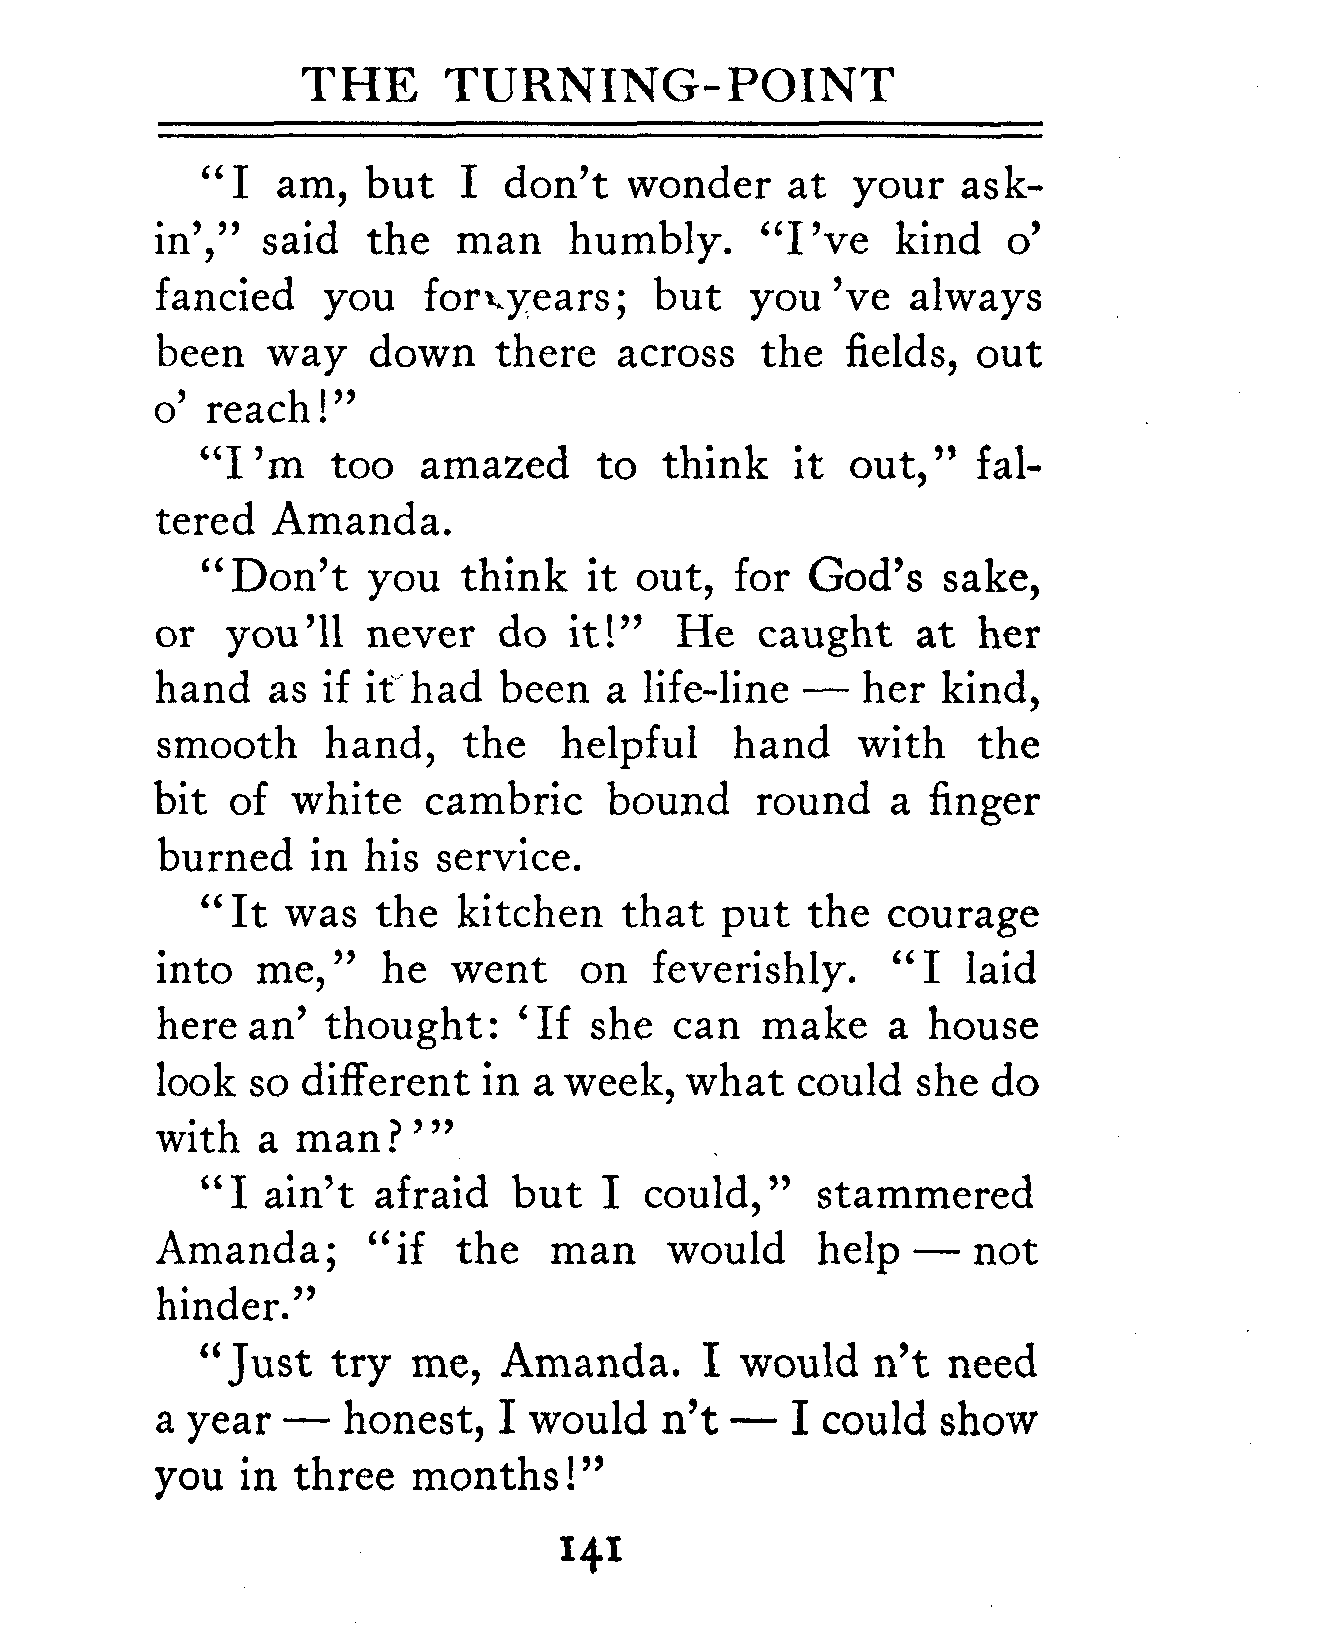 THE TURNING-POINT
“I am, but I don’t wonder at your ask-
in’,” said the man humbly. “I ’ve kind o’
fancied you for years; but you ’ve always
been way down there across the fields, out
o’ reach!”
“I ’m too amazed to think it out,” fal-
tered Amanda.
“Don’t you think it out, for God’s sake,
or you ’ll never do it!” He caught at her
hand as if it had been a life-line — her kind,
smooth hand, the helpful hand with the
bit of white cambric bound round a finger
burned in his service.
“It was the kitchen that put the courage
into me,” he went on feverishly. “I laid
here an’ thought: ‘If she can make a house
look so different in a week, what could she do
with a man?’”
“I ain’t afraid but I could,” stammered
Amanda; “if the man would help — not
hinder.”
“Just try me, Amanda. I would n’t need
a year — honest, I would n’t — I could show
you in three months!”
141